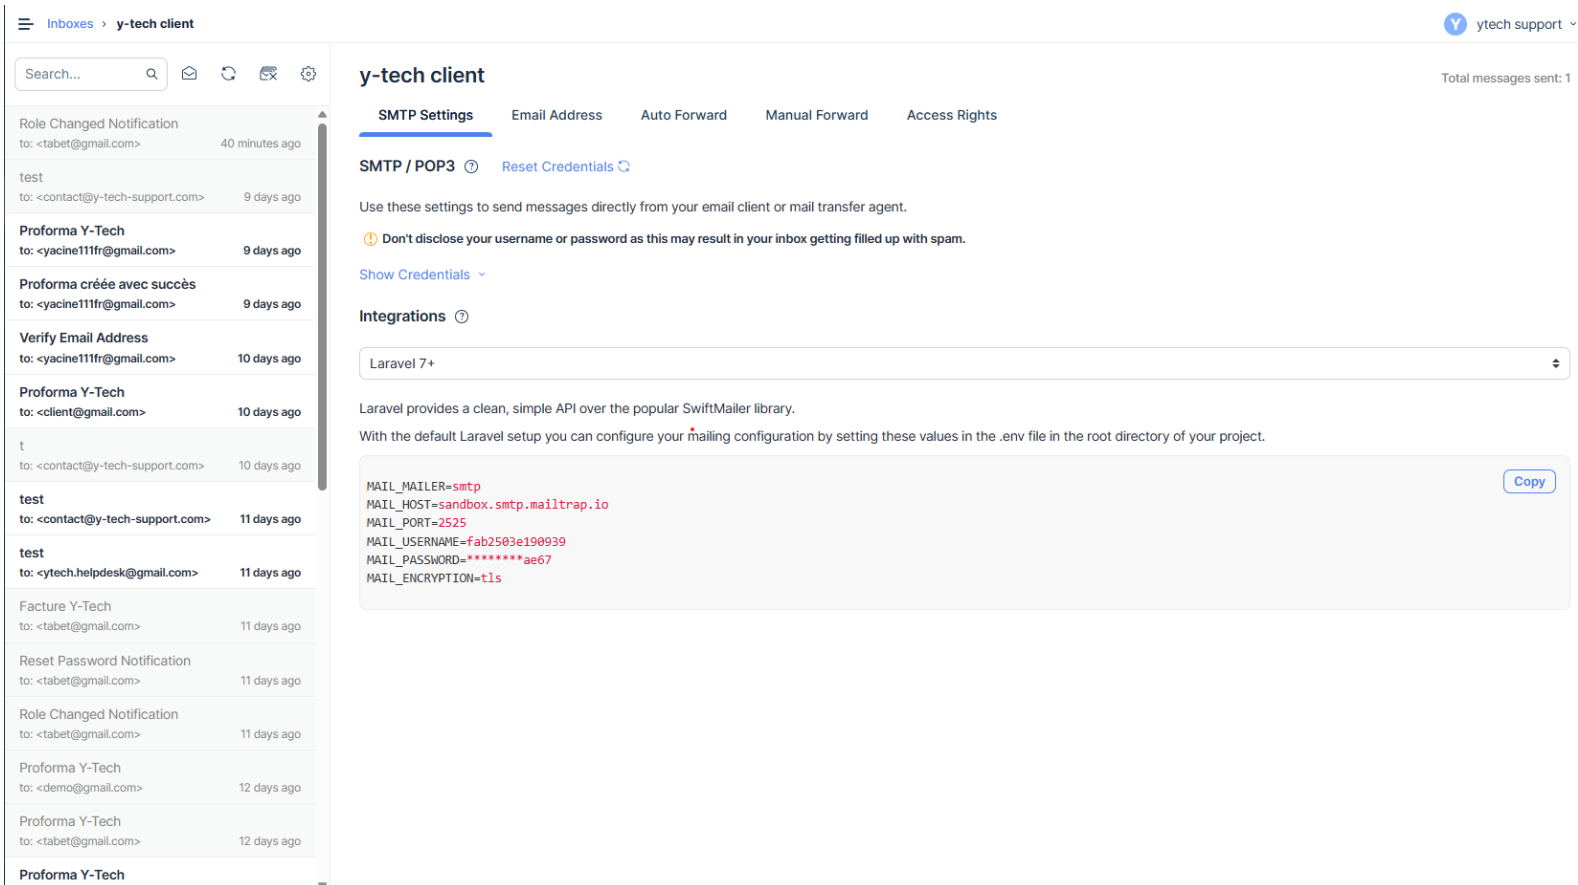 Inboxes › y-tech client
Y ytech support
Search...
Role Changed Notification
to: <tabet@gmail.com> 40 minutes ago
test
to: <contact@y-tech-support.com> 9 days ago
Proforma Y-Tech
to: <yacine111fr@gmail.com> 9 days ago
Proforma créée avec succès
to: <yacine111fr@gmail.com> 9 days ago
Verify Email Address
to: <yacine111fr@gmail.com> 10 days ago
Proforma Y-Tech
to: <client@gmail.com> 10 days ago
t
to: <contact@y-tech-support.com> 10 days ago
test
to: <contact@y-tech-support.com> 11 days ago
test
to: <ytech.helpdesk@gmail.com> 11 days ago
Facture Y-Tech
to: <tabet@gmail.com> 11 days ago
Reset Password Notification
to: <tabet@gmail.com> 11 days ago
Role Changed Notification
to: <tabet@gmail.com> 11 days ago
Proforma Y-Tech
to: <demo@gmail.com> 12 days ago
Proforma Y-Tech
to: <tabet@gmail.com> 12 days ago
Proforma Y-Tech
y-tech client
Total messages sent: 1
SMTP Settings Email Address Auto Forward Manual Forward Access Rights
SMTP / POP3 ? Reset Credentials
Use these settings to send messages directly from your email client or mail transfer agent.
! Don't disclose your username or password as this may result in your inbox getting filled up with spam.
Show Credentials
Integrations ?
Laravel 7+
Laravel provides a clean, simple API over the popular SwiftMailer library.
With the default Laravel setup you can configure your mailing configuration by setting these values in the .env file in the root directory of your project.
Copy
MAIL_MAILER=smtp
MAIL_HOST=sandbox.smtp.mailtrap.io
MAIL_PORT=2525
MAIL_USERNAME=fab2503e190939
MAIL_PASSWORD=********ae67
MAIL_ENCRYPTION=tls